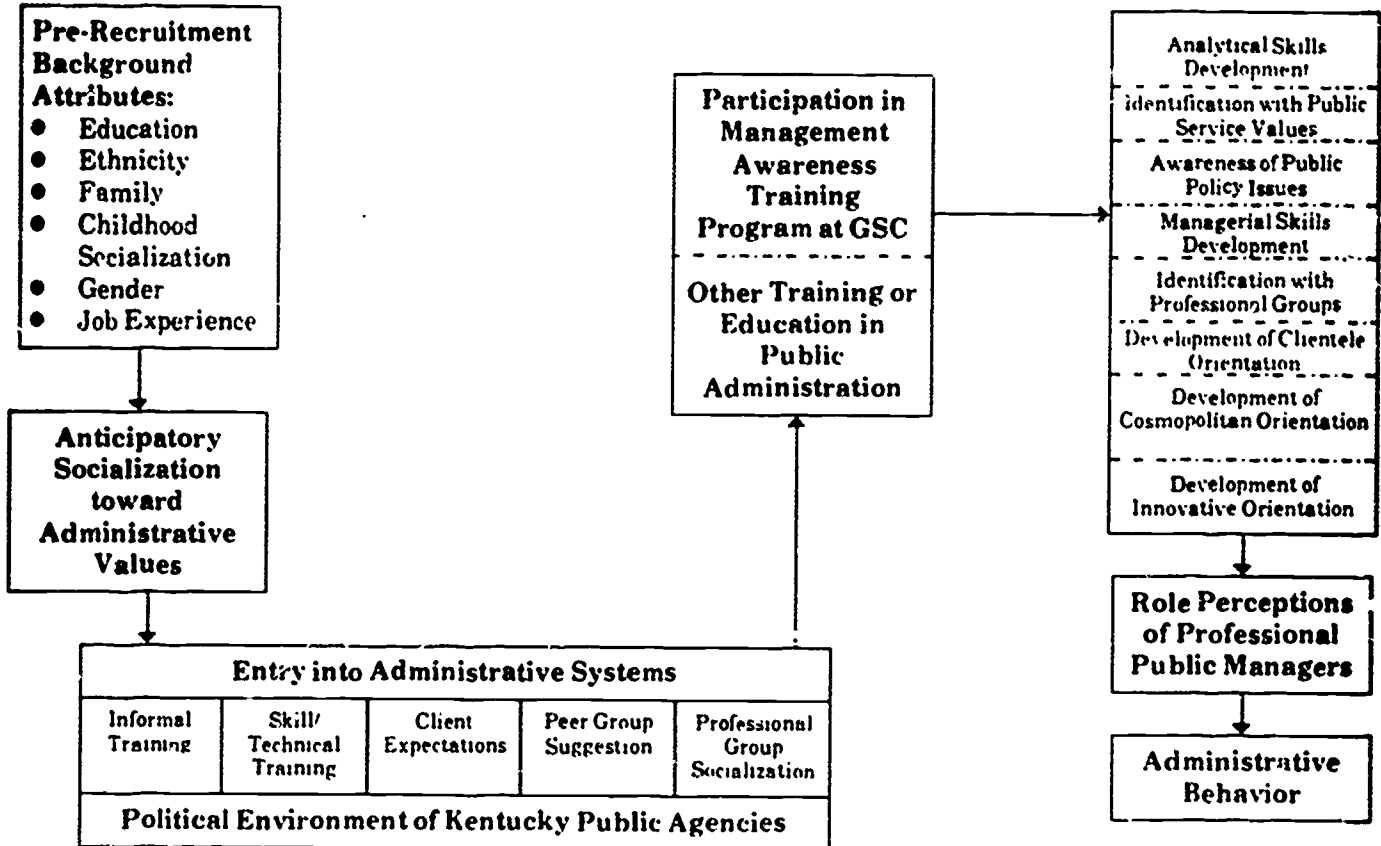 Pre-Recruitment
Background
Attributes:
● Education
● Ethnicity
● Family
● Childhood
Socialization
● Gender
● Job Experience
Anticipatory
Socialization
toward
Administrative
Values
Entry into Administrative Systems
Informal
Training
Skill/
Technical
Training
Client
Expectations
Peer Group
Suggestion
Professional
Group
Socialization
Political Environment of Kentucky Public Agencies
Participation in
Management
Awareness
Training
Program at GSC
Other Training or
Education in
Public
Administration
Analytical Skills
Development
Identification with Public
Service Values
Awareness of Public
Policy Issues
Managerial Skills
Development
Identification with
Professional Groups
Development of Clientele
Orientation
Development of
Cosmopolitan Orientation
Development of
Innovative Orientation
Role Perceptions
of Professional
Public Managers
Administrative
Behavior